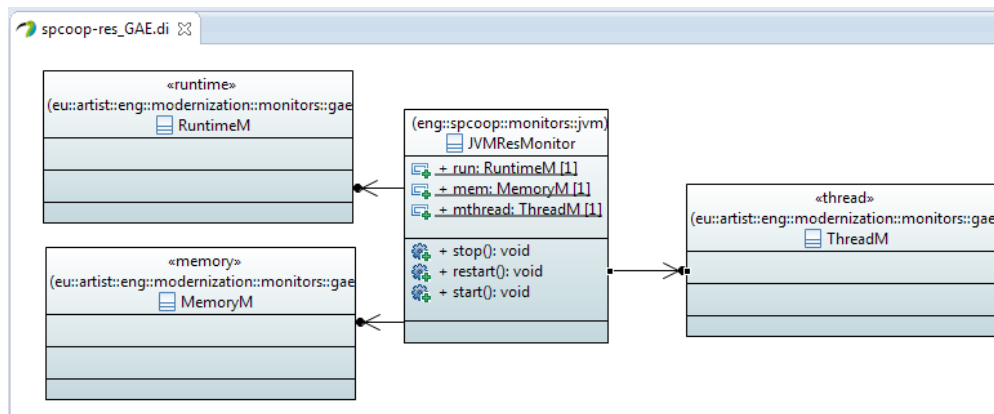 spcoop-res_GAE.di
«runtime»
(eu::artist::eng::modernization::monitors::gae
RuntimeM
«memory»
(eu::artist::eng::modernization::monitors::gae
MemoryM
(eng::spcoop::monitors::jvm)
JVMResMonitor
+ run: RuntimeM [1]
+ mem: MemoryM [1]
+ mthread: ThreadM [1]
+ stop(): void
+ restart(): void
+ start(): void
«thread»
(eu::artist::eng::modernization::monitors::gae
ThreadM